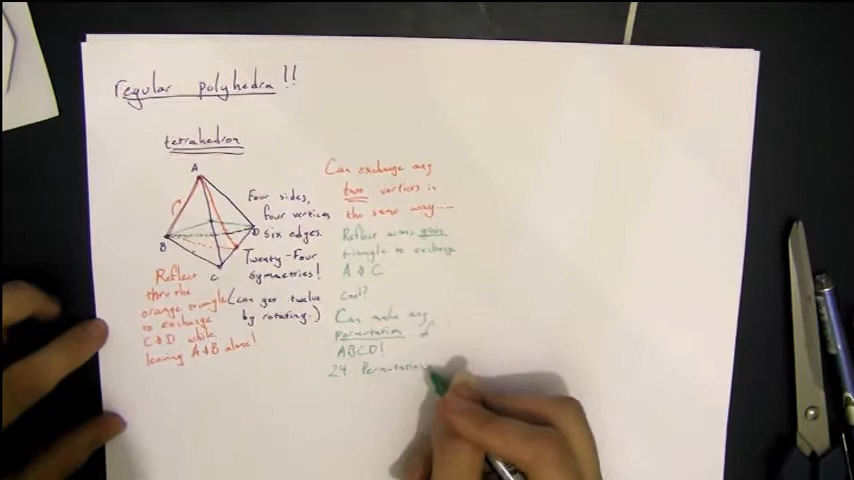 regular polyhedra!!
tetrahedron
A
B
C
D
Four sides,
four vertices
six edges.
Twenty-Four
symmetries!
(can get twelve
by rotating.)
Reflect
thru the
orange triangle
to exchange
C & D while
leaving A & B alone!
Can exchange any
two vertices in
the same way....
Reflect across green
triangle to exchange
A & C
Cool?
Can make any
permutation of
ABCD!
24 Permutations